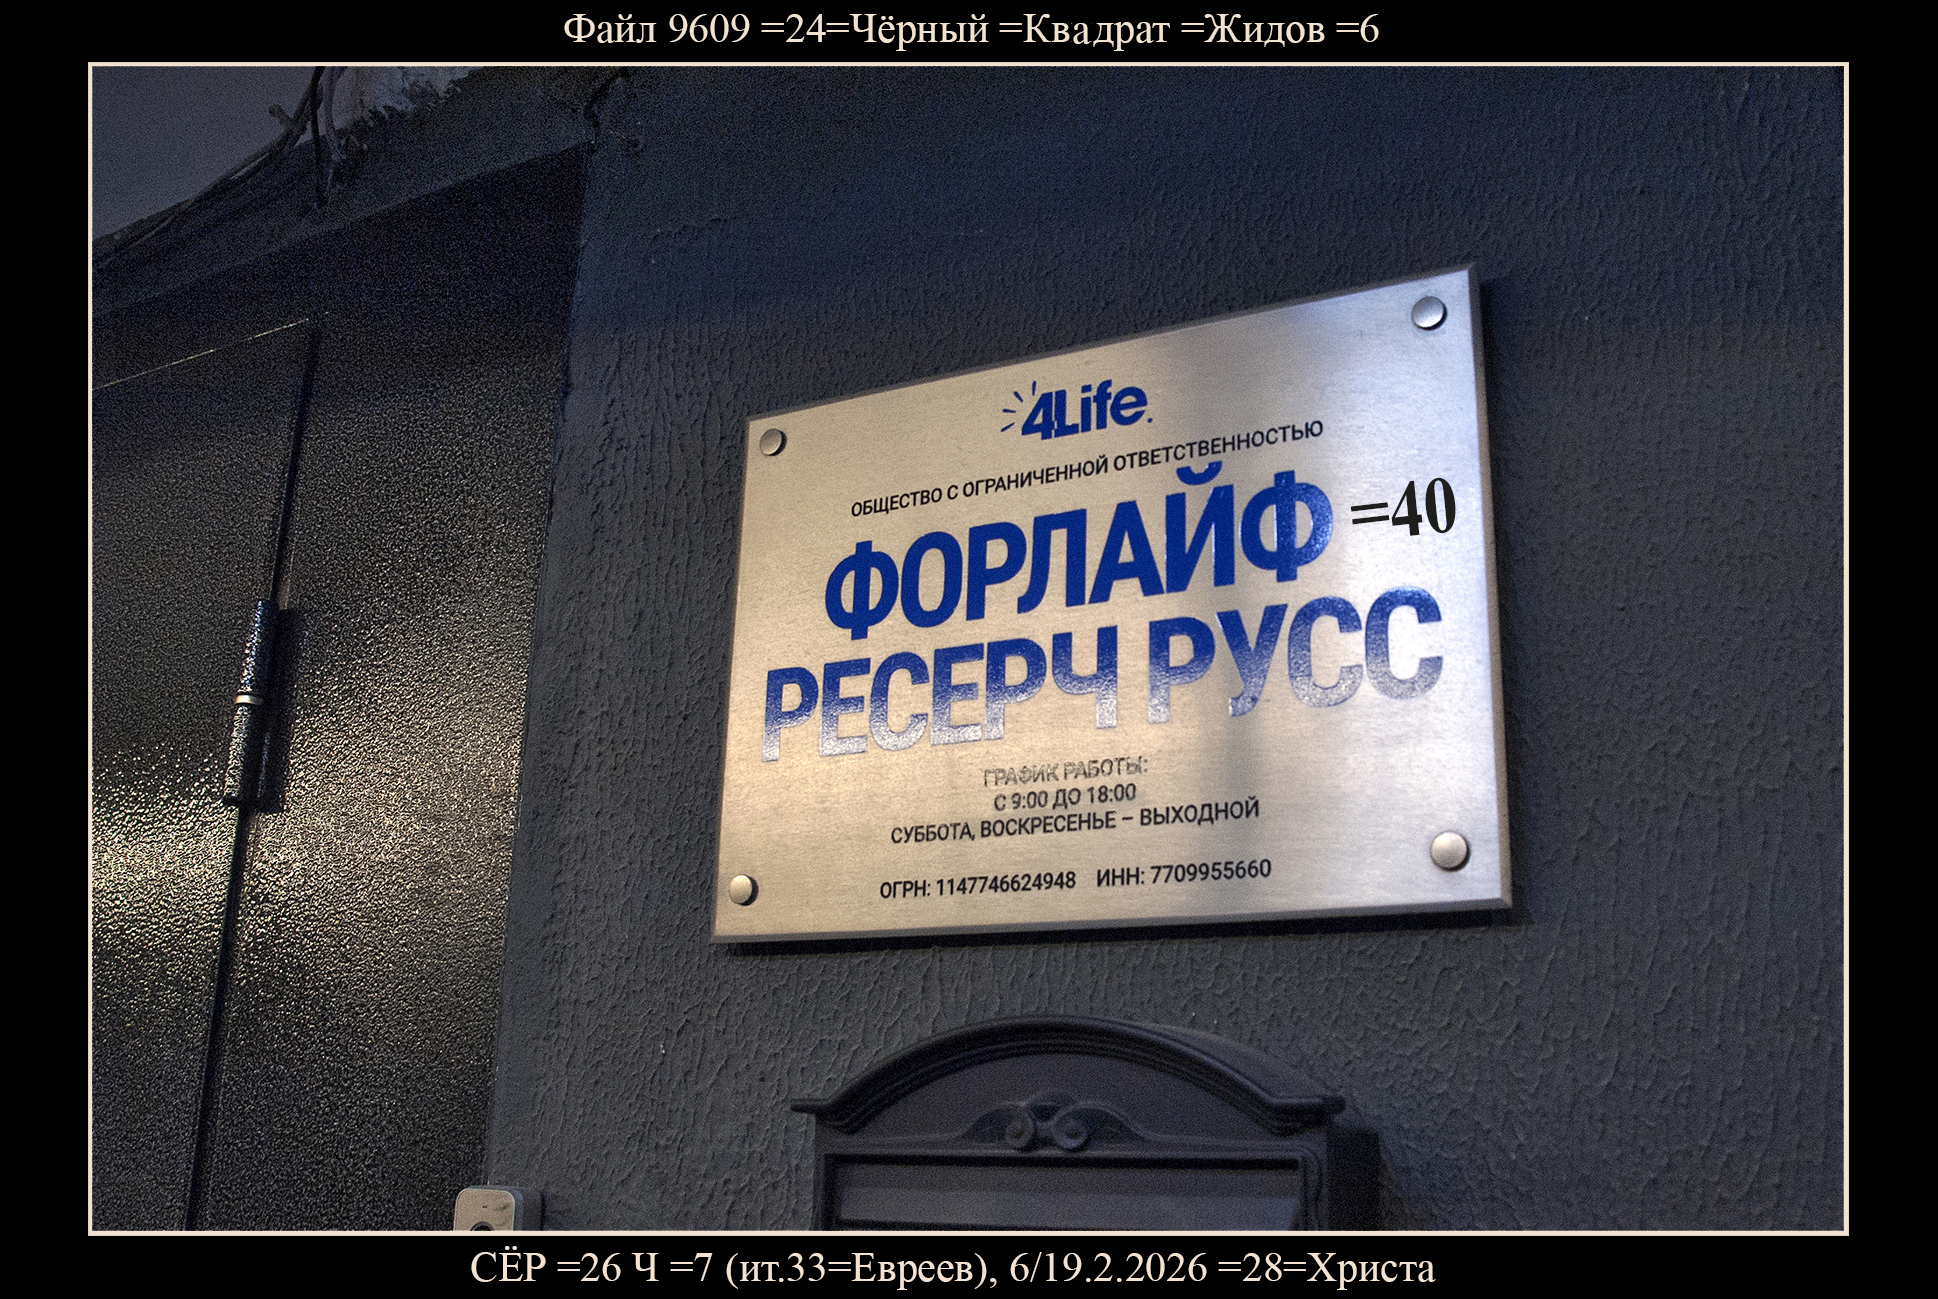 Файл 9609 =24=Чёрный =Квадрат =Жидов =6
4Life
ОБЩЕСТВО С ОГРАНИЧЕННОЙ ОТВЕТСТВЕННОСТЬЮ
ФОРЛАЙФ =40
РЕСЕРЧ РУСС
ГРАФИК РАБОТЫ:
С 9:00 ДО 18:00
СУББОТА, ВОСКРЕСЕНЬЕ – ВЫХОДНОЙ
ОГРН: 1147746624948 ИНН: 7709955660
СЁР =26 Ч =7 (ит.33=Евреев), 6/19.2.2026 =28=Христа